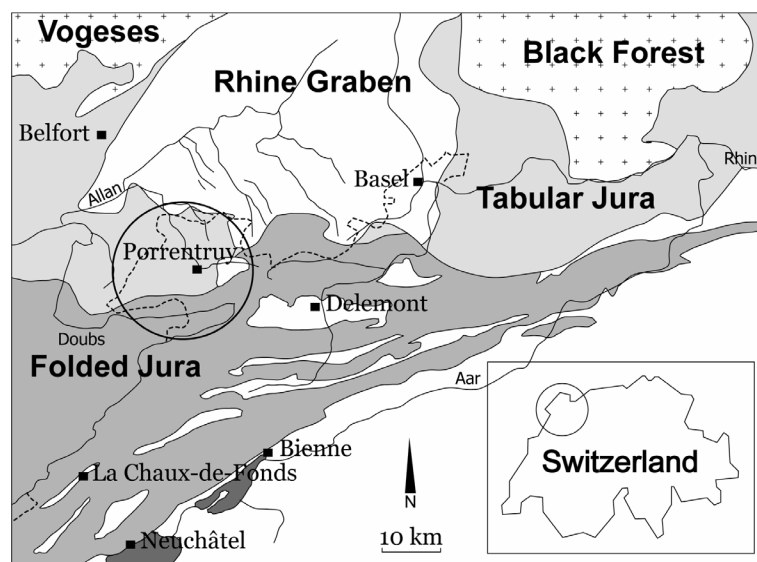 Vogeses
Black Forest
Rhine Graben
Belfort
Basel
Rhin
Allan
Tabular Jura
Porrentruy
Delemont
Doubs
Folded Jura
Aar
Bienne
Switzerland
La Chaux-de-Fonds
N
10 km
Neuchâtel